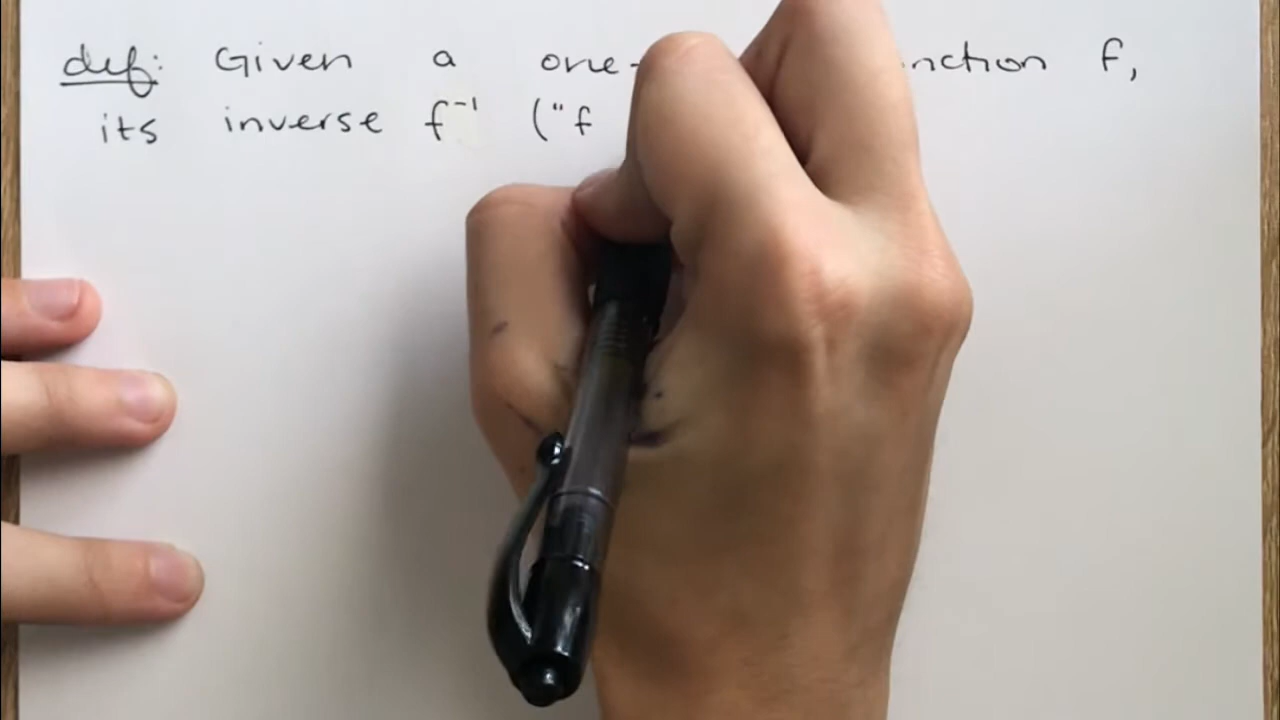 def: Given a one- nction f,
its inverse f⁻¹ ("f